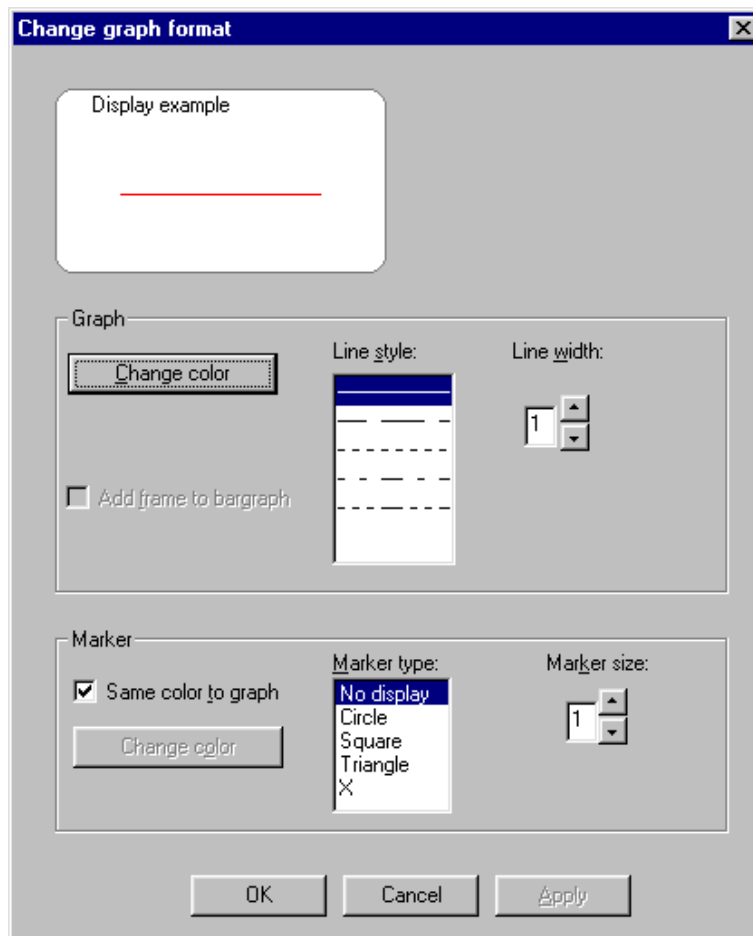 Change graph format
Display example
Graph
Change color
Line style:
Line width:
1
Add frame to bargraph
Marker
Same color to graph
Change color
Marker type:
No display
Circle
Square
Triangle
X
Marker size:
1
OK
Cancel
Apply